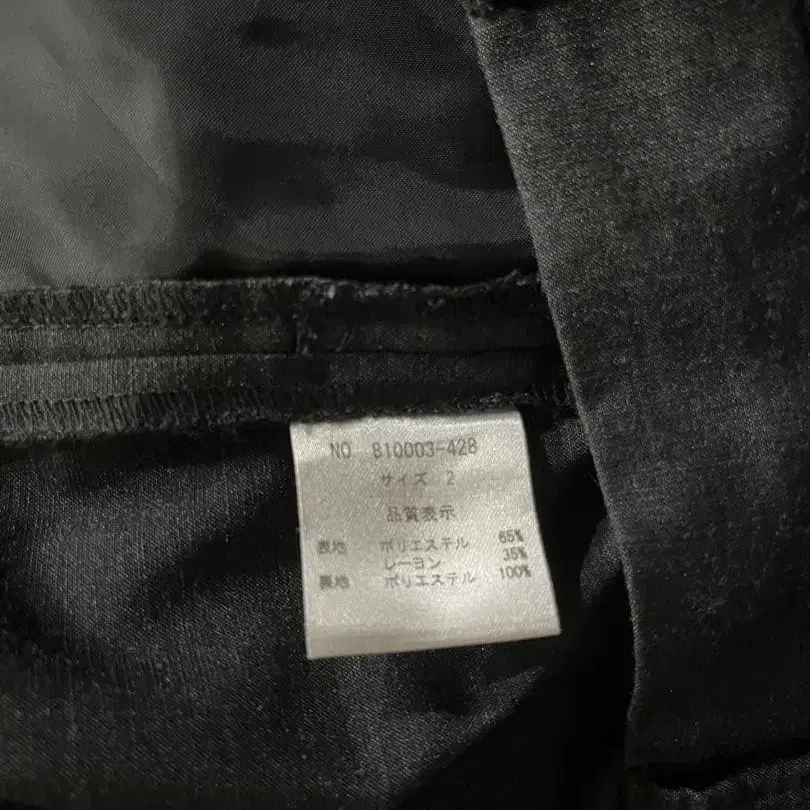 NO 810003-428
サイズ 2
品質表示
表地 ポリエステル 65%
レーヨン 35%
裏地 ポリエステル 100%